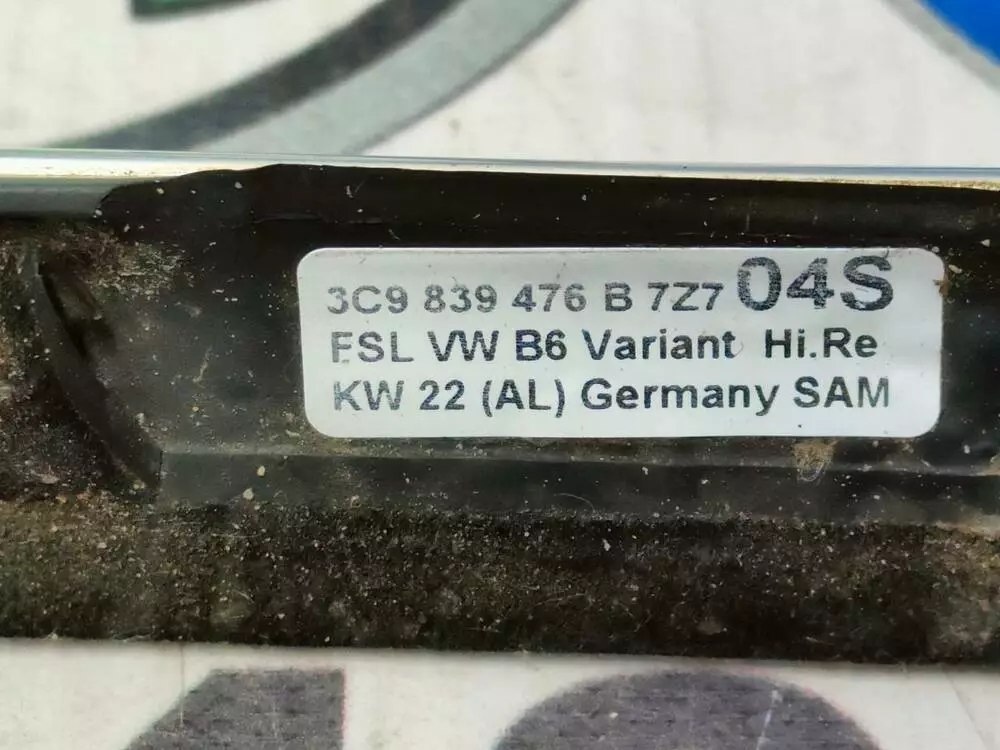 3C9 839 476 B 7Z7 04S
FSL VW B6 Variant Hi.Re
KW 22 (AL) Germany SAM